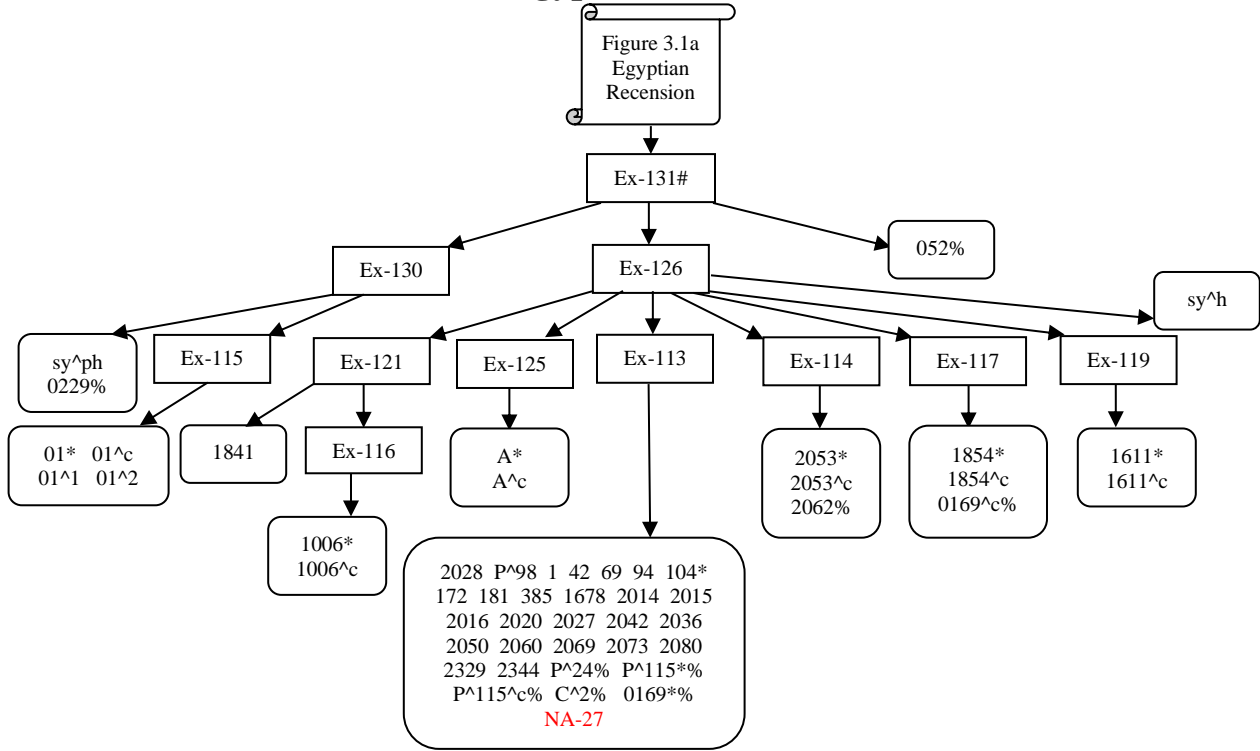 Figure 3.1a
Egyptian
Recension
Ex-131#
052%
Ex-130
Ex-126
sy^h
sy^ph
0229%
Ex-115
Ex-121
Ex-125
Ex-113
Ex-114
Ex-117
Ex-119
01* 01^c
01^1 01^2
1841
Ex-116
A*
A^c
2053*
2053^c
2062%
1854*
1854^c
0169^c%
1611*
1611^c
1006*
1006^c
2028 P^98 1 42 69 94 104*
172 181 385 1678 2014 2015
2016 2020 2027 2042 2036
2050 2060 2069 2073 2080
2329 2344 P^24% P^115*%
P^115^c% C^2% 0169*%
NA-27